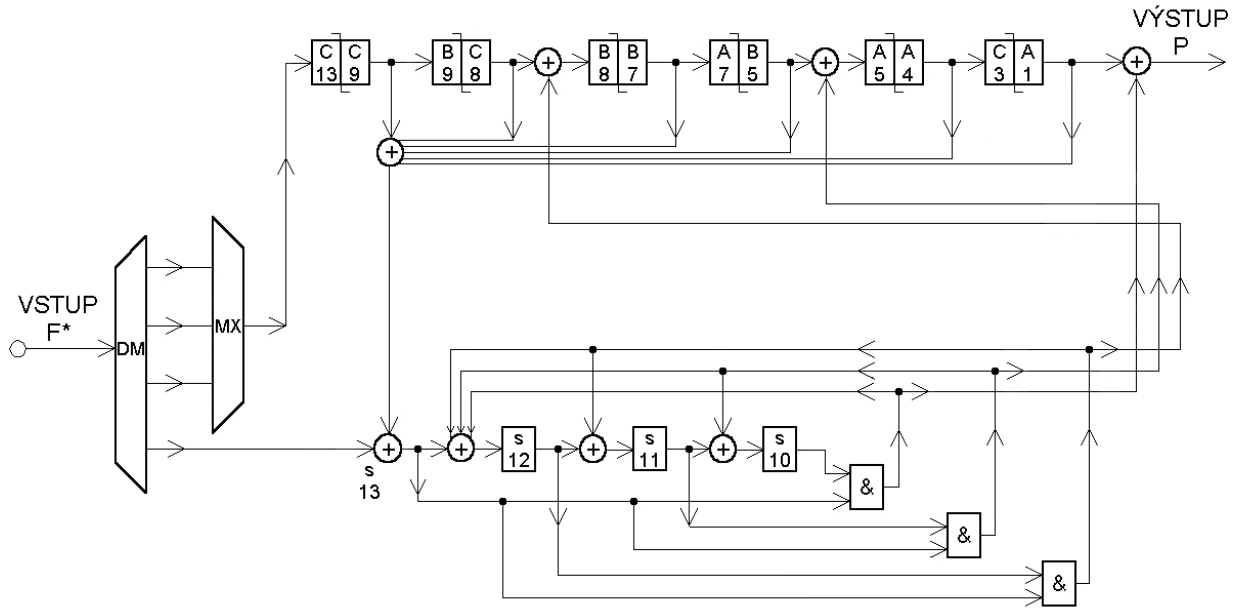 VÝSTUP
P
C C B C B B A B A A C A
13 9 9 8 8 7 7 5 5 4 3 1
+ + +
+
VSTUP
F*
DM
MX
+ + s + s + s
s 12 11 10
13
&
&
&